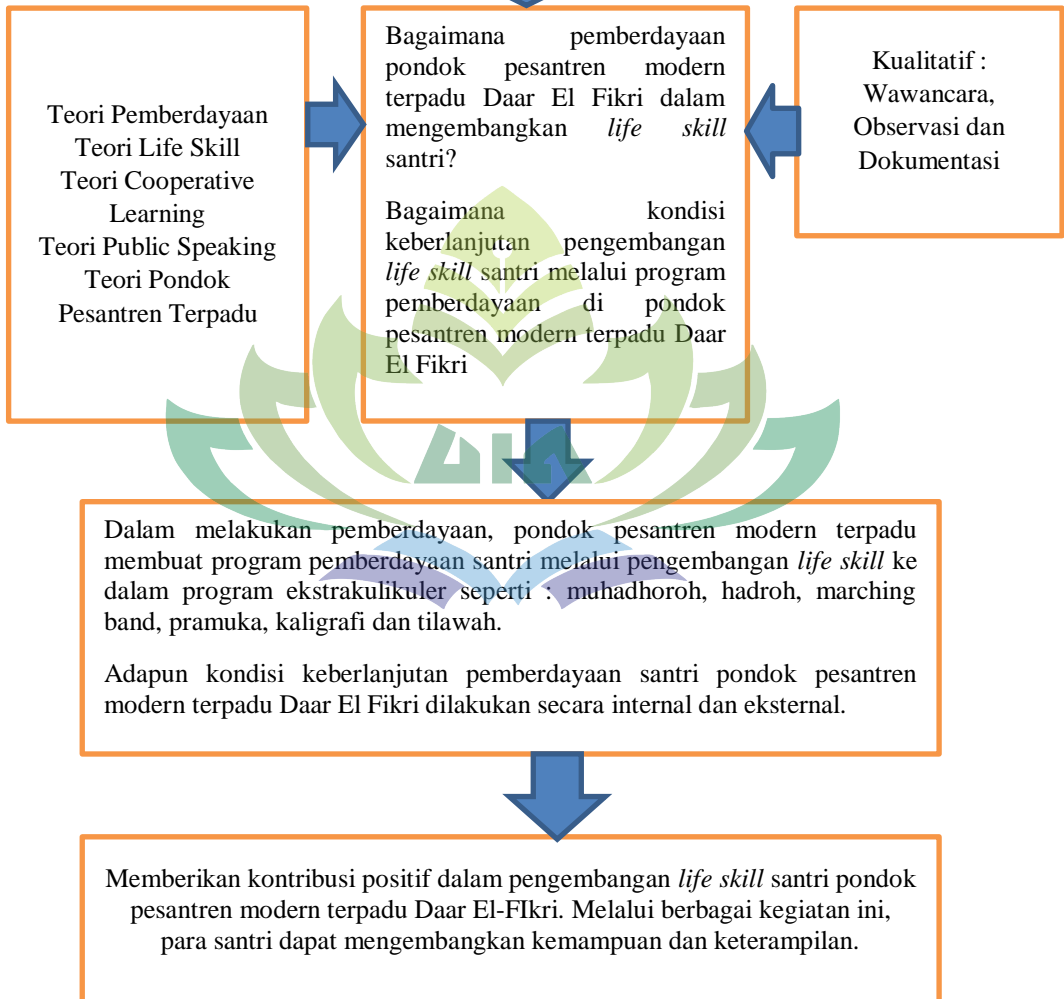 Teori Pemberdayaan
Teori Life Skill
Teori Cooperative
Learning
Teori Public Speaking
Teori Pondok
Pesantren Terpadu
Bagaimana pemberdayaan
pondok pesantren modern
terpadu Daar El Fikri dalam
mengembangkan life skill
santri?
Bagaimana kondisi
keberlanjutan pengembangan
life skill santri melalui program
pemberdayaan di pondok
pesantren modern terpadu Daar
El Fikri
Kualitatif :
Wawancara,
Observasi dan
Dokumentasi
Dalam melakukan pemberdayaan, pondok pesantren modern terpadu
membuat program pemberdayaan santri melalui pengembangan life skill ke
dalam program ekstrakulikuler seperti : muhadhoroh, hadroh, marching
band, pramuka, kaligrafi dan tilawah.
Adapun kondisi keberlanjutan pemberdayaan santri pondok pesantren
modern terpadu Daar El Fikri dilakukan secara internal dan eksternal.
Memberikan kontribusi positif dalam pengembangan life skill santri pondok
pesantren modern terpadu Daar El-FIkri. Melalui berbagai kegiatan ini,
para santri dapat mengembangkan kemampuan dan keterampilan.